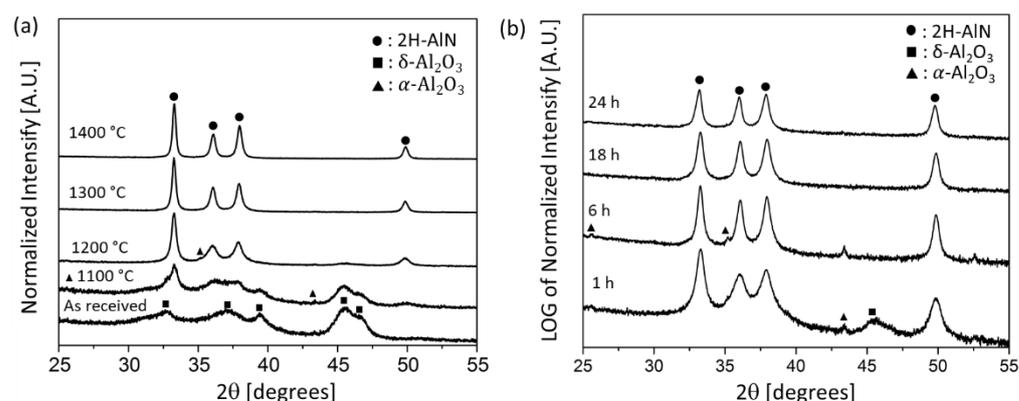 (a)
● : 2H-AlN
■ : δ-Al₂O₃
▲ : α-Al₂O₃
1400 °C
1300 °C
1200 °C
1100 °C
As received
Normalized Intensify [A.U.]
25 30 35 40 45 50 55
2θ [degrees]
(b)
● : 2H-AlN
■ : δ-Al₂O₃
▲ : α-Al₂O₃
24 h
18 h
6 h
1 h
LOG of Normalized Intensify [A.U.]
25 30 35 40 45 50 55
2θ [degrees]